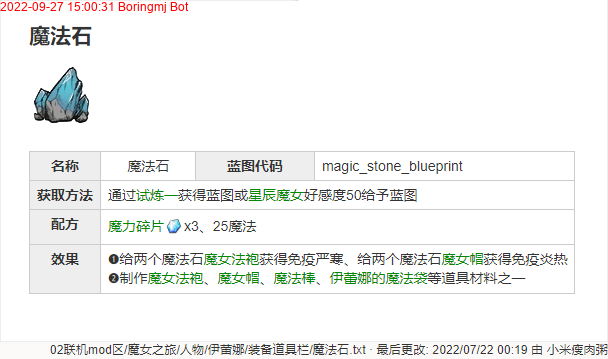 2022-09-27 15:00:31 Boringmj Bot
魔法石
名称 魔法石 蓝图代码 magic_stone_blueprint
获取方法 通过试炼一获得蓝图或星辰魔女好感度50给予蓝图
配方 魔力碎片 x3、25魔法
效果 ❶给两个魔法石魔女法袍获得免疫严寒、给两个魔法石魔女帽获得免疫炎热
❷制作魔女法袍、魔女帽、魔法棒、伊蕾娜的魔法袋等道具材料之一
02联机mod区/魔女之旅/人物/伊蕾娜/装备道具栏/魔法石.txt · 最后更改: 2022/07/22 00:19 由 小米瘦肉粥